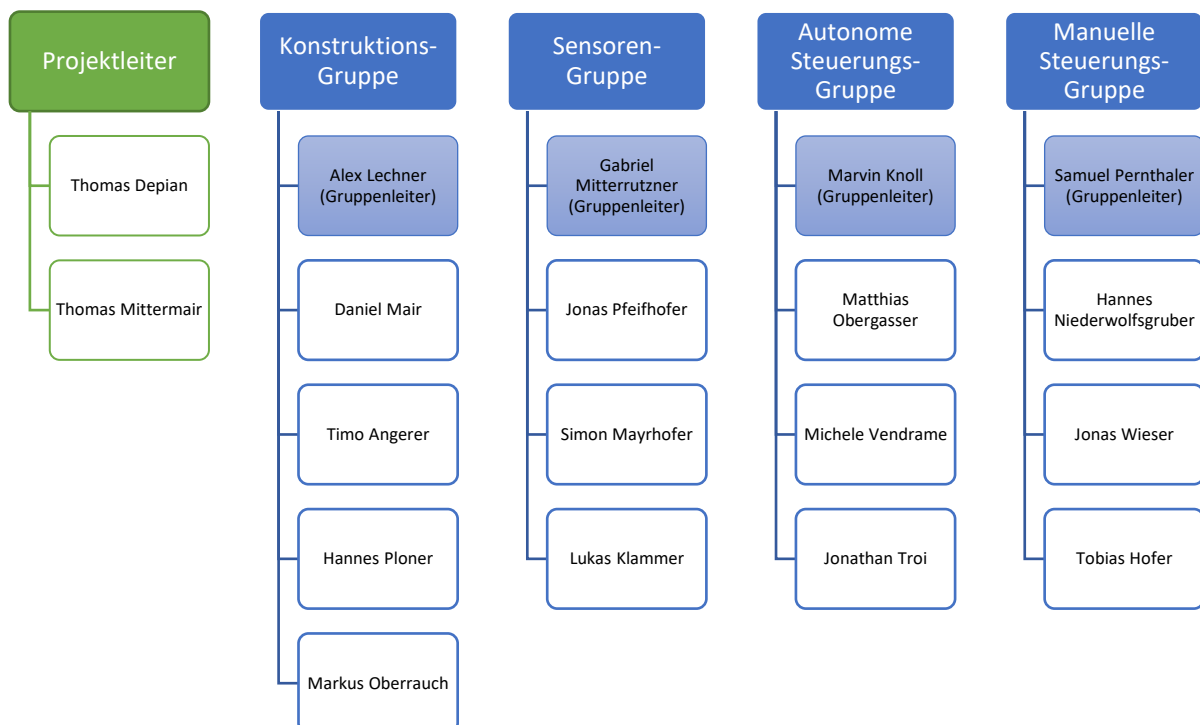 Projektleiter
Thomas Depian
Thomas Mittermair
Konstruktions-
Gruppe
Alex Lechner
(Gruppenleiter)
Daniel Mair
Timo Angerer
Hannes Ploner
Markus Oberrauch
Sensoren-
Gruppe
Gabriel
Mitterrutzner
(Gruppenleiter)
Jonas Pfeifhofer
Simon Mayrhofer
Lukas Klammer
Autonome
Steuerungs-
Gruppe
Marvin Knoll
(Gruppenleiter)
Matthias
Obergasser
Michele Vendrame
Jonathan Troi
Manuelle
Steuerungs-
Gruppe
Samuel Pernthaler
(Gruppenleiter)
Hannes
Niederwolfsgruber
Jonas Wieser
Tobias Hofer